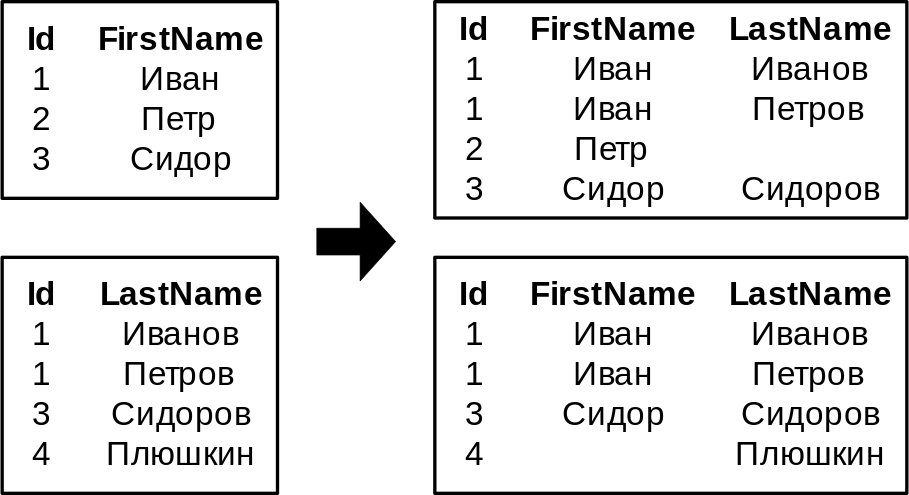 Id FirstName
1 Иван
2 Петр
3 Сидор
Id LastName
1 Иванов
1 Петров
3 Сидоров
4 Плюшкин
Id FirstName LastName
1 Иван Иванов
1 Иван Петров
2 Петр
3 Сидор Сидоров
Id FirstName LastName
1 Иван Иванов
1 Иван Петров
3 Сидор Сидоров
4 Плюшкин